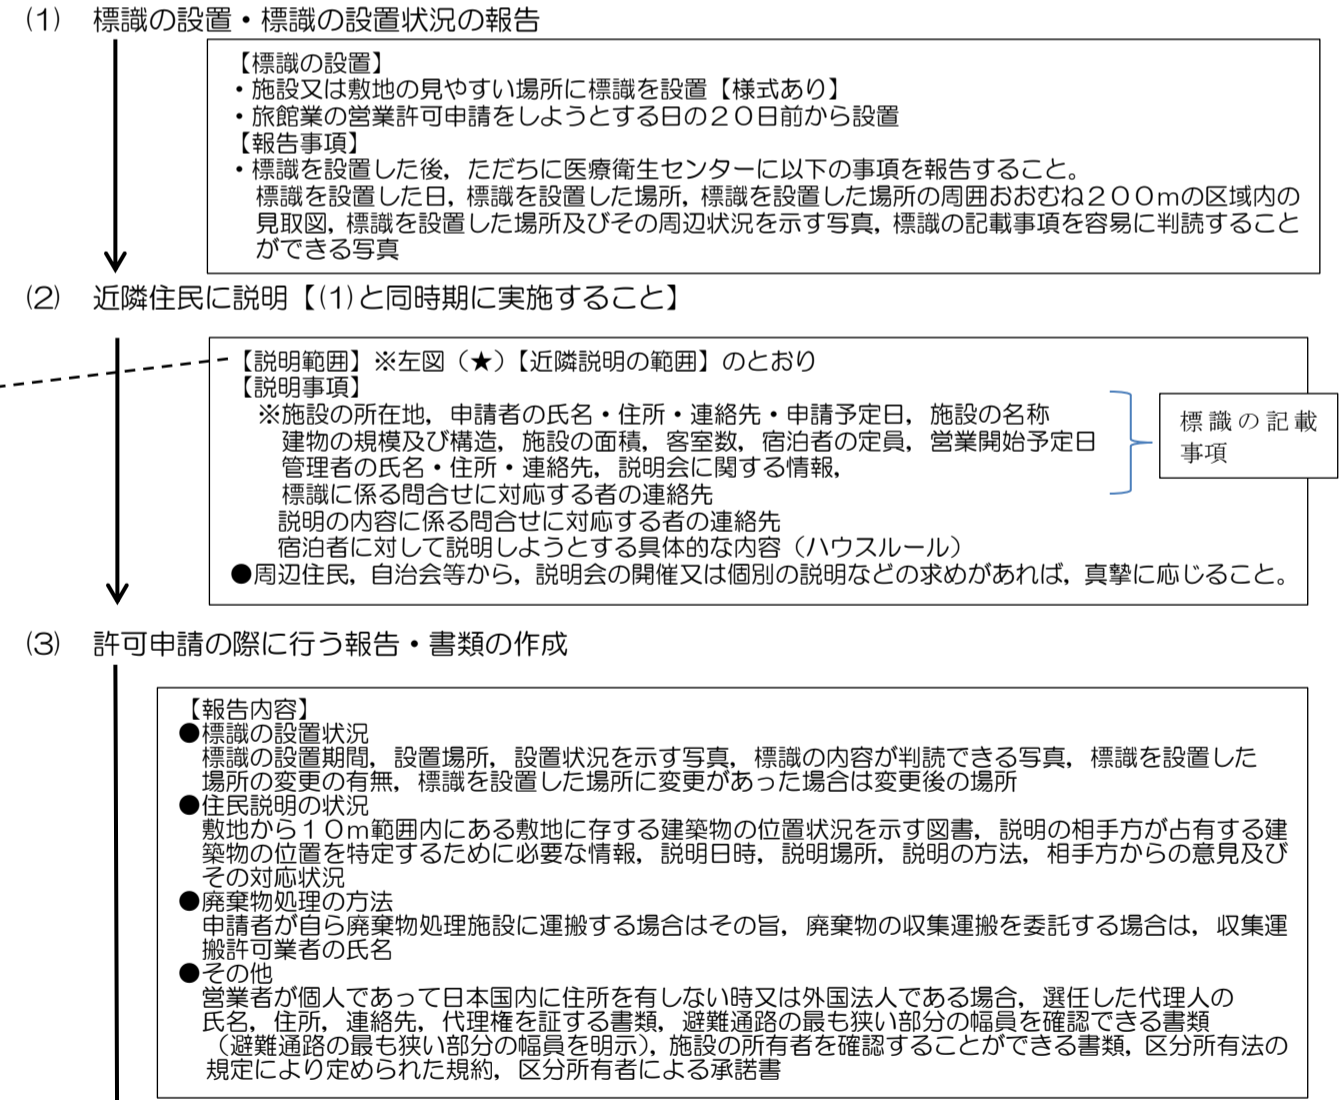 (1) 標識の設置・標識の設置状況の報告
【標識の設置】
・施設又は敷地の見やすい場所に標識を設置【様式あり】
・旅館業の営業許可申請をしようとする日の２０日前から設置
【報告事項】
・標識を設置した後，ただちに医療衛生センターに以下の事項を報告すること。
標識を設置した日，標識を設置した場所，標識を設置した場所の周囲おおむね２００ｍの区域内の
見取図，標識を設置した場所及びその周辺状況を示す写真，標識の記載事項を容易に判読すること
ができる写真
(2) 近隣住民に説明【(1)と同時期に実施すること】
【説明範囲】※左図（★）【近隣説明の範囲】のとおり
【説明事項】
※施設の所在地，申請者の氏名・住所・連絡先・申請予定日，施設の名称
建物の規模及び構造，施設の面積，客室数，宿泊者の定員，営業開始予定日
管理者の氏名・住所・連絡先，説明会に関する情報，
標識に係る問合せに対応する者の連絡先
標識の記載
事項
説明の内容に係る問合せに対応する者の連絡先
宿泊者に対して説明しようとする具体的な内容（ハウスルール）
●周辺住民，自治会等から，説明会の開催又は個別の説明などの求めがあれば，真摯に応じること。
(3) 許可申請の際に行う報告・書類の作成
【報告内容】
●標識の設置状況
標識の設置期間，設置場所，設置状況を示す写真，標識の内容が判読できる写真，標識を設置した
場所の変更の有無，標識を設置した場所に変更があった場合は変更後の場所
●住民説明の状況
敷地から１０ｍ範囲内にある敷地に存する建築物の位置状況を示す図書，説明の相手方が占有する建
築物の位置を特定するために必要な情報，説明日時，説明場所，説明の方法，相手方からの意見及び
その対応状況
●廃棄物処理の方法
申請者が自ら廃棄物処理施設に運搬する場合はその旨，廃棄物の収集運搬を委託する場合は，収集運
搬許可業者の氏名
●その他
営業者が個人であって日本国内に住所を有しない時又は外国法人である場合，選任した代理人の
氏名，住所，連絡先，代理権を証する書類，避難通路の最も狭い部分の幅員を確認できる書類
（避難通路の最も狭い部分の幅員を明示），施設の所有者を確認することができる書類，区分所有法の
規定により定められた規約，区分所有者による承諾書